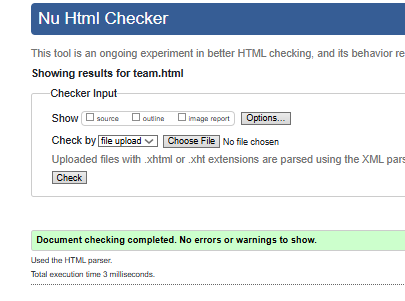 Nu Html Checker
This tool is an ongoing experiment in better HTML checking, and its behavior re
Showing results for team.html
Checker Input
Show source outline image report Options...
Check by file upload Choose File No file chosen
Uploaded files with .xhtml or .xht extensions are parsed using the XML pars
Check
Document checking completed. No errors or warnings to show.
Used the HTML parser.
Total execution time 3 milliseconds.